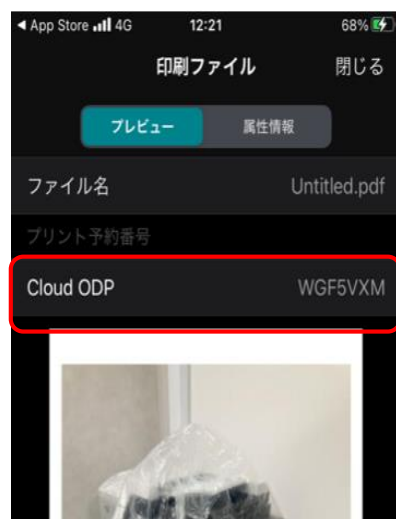 App Store 4G 12:21 68%
印刷ファイル 閉じる
プレビュー 属性情報
ファイル名 Untitled.pdf
プリント予約番号
Cloud ODP WGF5VXM